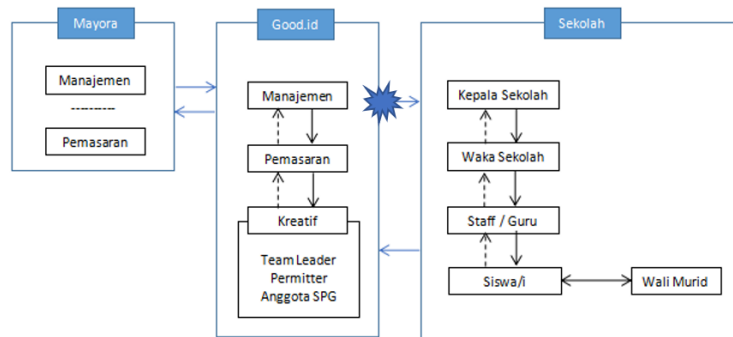 Mayora
Manajemen
----------
Pemasaran
Good.id
Manajemen
Pemasaran
Kreatif
Team Leader
Permitter
Anggota SPG
Sekolah
Kepala Sekolah
Waka Sekolah
Staff / Guru
Siswa/i
Wali Murid